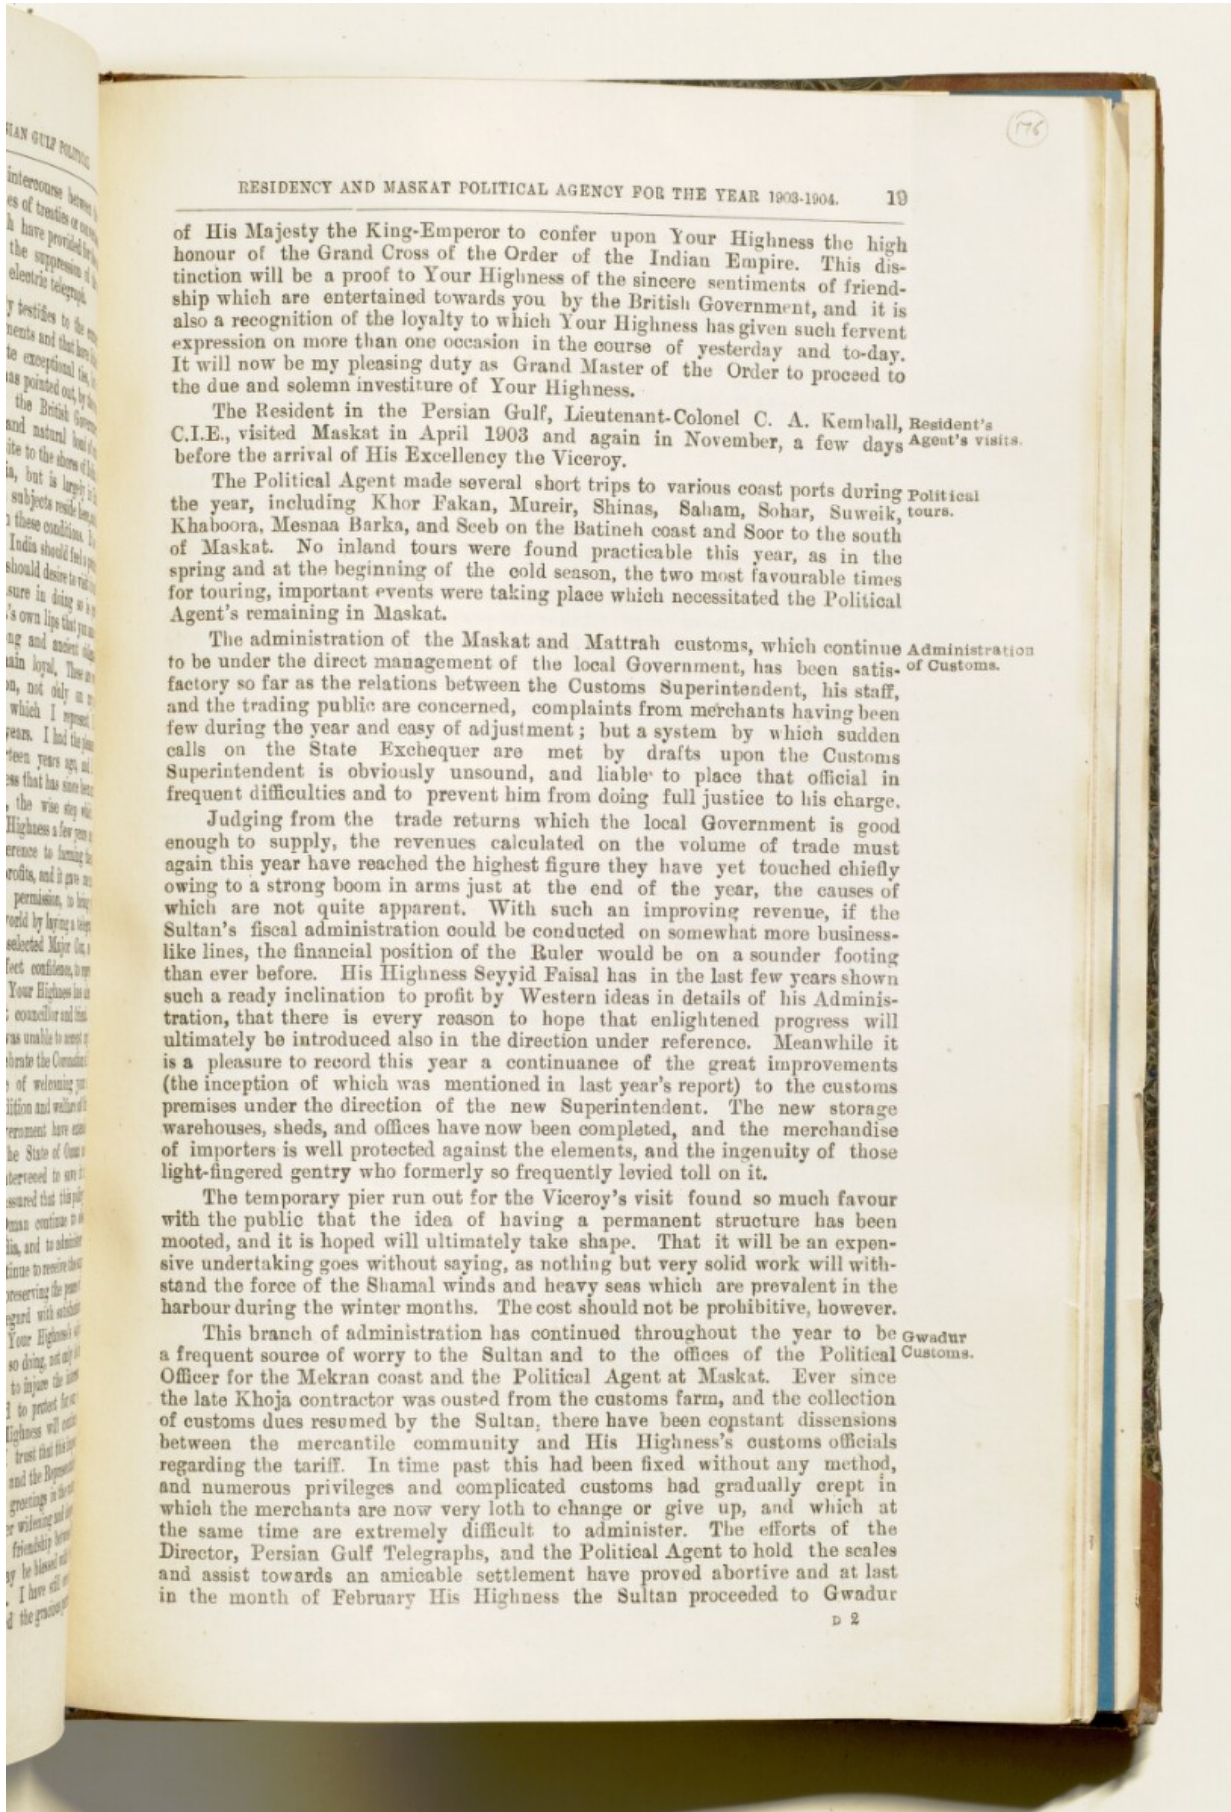 176
RESIDENCY AND MASKAT POLITICAL AGENCY FOR THE YEAR 1903-1904. 19
of His Majesty the King-Emperor to confer upon Your Highness the high
honour of the Grand Cross of the Order of the Indian Empire. This dis-
tinction will be a proof to Your Highness of the sincere sentiments of friend-
ship which are entertained towards you by the British Government, and it is
also a recognition of the loyalty to which Your Highness has given such fervent
expression on more than one occasion in the course of yesterday and to-day.
It will now be my pleasing duty as Grand Master of the Order to proceed to
the due and solemn investiture of Your Highness.
The Resident in the Persian Gulf, Lieutenant-Colonel C. A. Kemball, Resident's
C.I.E., visited Maskat in April 1903 and again in November, a few days Agent's visits.
before the arrival of His Excellency the Viceroy.
The Political Agent made several short trips to various coast ports during Political
the year, including Khor Fakan, Mureir, Shinas, Saham, Sohar, Suweik, tours.
Khaboora, Mesnaa Barka, and Seeb on the Batineh coast and Soor to the south
of Maskat. No inland tours were found practicable this year, as in the
spring and at the beginning of the cold season, the two most favourable times
for touring, important events were taking place which necessitated the Political
Agent's remaining in Maskat.
The administration of the Maskat and Mattrah customs, which continue Administration
to be under the direct management of the local Government, has been satis- of Customs.
factory so far as the relations between the Customs Superintendent, his staff,
and the trading public are concerned, complaints from merchants having been
few during the year and easy of adjustment; but a system by which sudden
calls on the State Exchequer are met by drafts upon the Customs
Superintendent is obviously unsound, and liable to place that official in
frequent difficulties and to prevent him from doing full justice to his charge.
Judging from the trade returns which the local Government is good
enough to supply, the revenues calculated on the volume of trade must
again this year have reached the highest figure they have yet touched chiefly
owing to a strong boom in arms just at the end of the year, the causes of
which are not quite apparent. With such an improving revenue, if the
Sultan's fiscal administration could be conducted on somewhat more business-
like lines, the financial position of the Ruler would be on a sounder footing
than ever before. His Highness Seyyid Faisal has in the last few years shown
such a ready inclination to profit by Western ideas in details of his Adminis-
tration, that there is every reason to hope that enlightened progress will
ultimately be introduced also in the direction under reference. Meanwhile it
is a pleasure to record this year a continuance of the great improvements
(the inception of which was mentioned in last year's report) to the customs
premises under the direction of the new Superintendent. The new storage
warehouses, sheds, and offices have now been completed, and the merchandise
of importers is well protected against the elements, and the ingenuity of those
light-fingered gentry who formerly so frequently levied toll on it.
The temporary pier run out for the Viceroy's visit found so much favour
with the public that the idea of having a permanent structure has been
mooted, and it is hoped will ultimately take shape. That it will be an expen-
sive undertaking goes without saying, as nothing but very solid work will with-
stand the force of the Shamal winds and heavy seas which are prevalent in the
harbour during the winter months. The cost should not be prohibitive, however.
This branch of administration has continued throughout the year to be Gwadur
a frequent source of worry to the Sultan and to the offices of the Political Customs.
Officer for the Mekran coast and the Political Agent at Maskat. Ever since
the late Khoja contractor was ousted from the customs farm, and the collection
of customs dues resumed by the Sultan, there have been constant dissensions
between the mercantile community and His Highness's customs officials
regarding the tariff. In time past this had been fixed without any method,
and numerous privileges and complicated customs had gradually crept in
which the merchants are now very loth to change or give up, and which at
the same time are extremely difficult to administer. The efforts of the
Director, Persian Gulf Telegraphs, and the Political Agent to hold the scales
and assist towards an amicable settlement have proved abortive and at last
in the month of February His Highness the Sultan proceeded to Gwadur
D 2